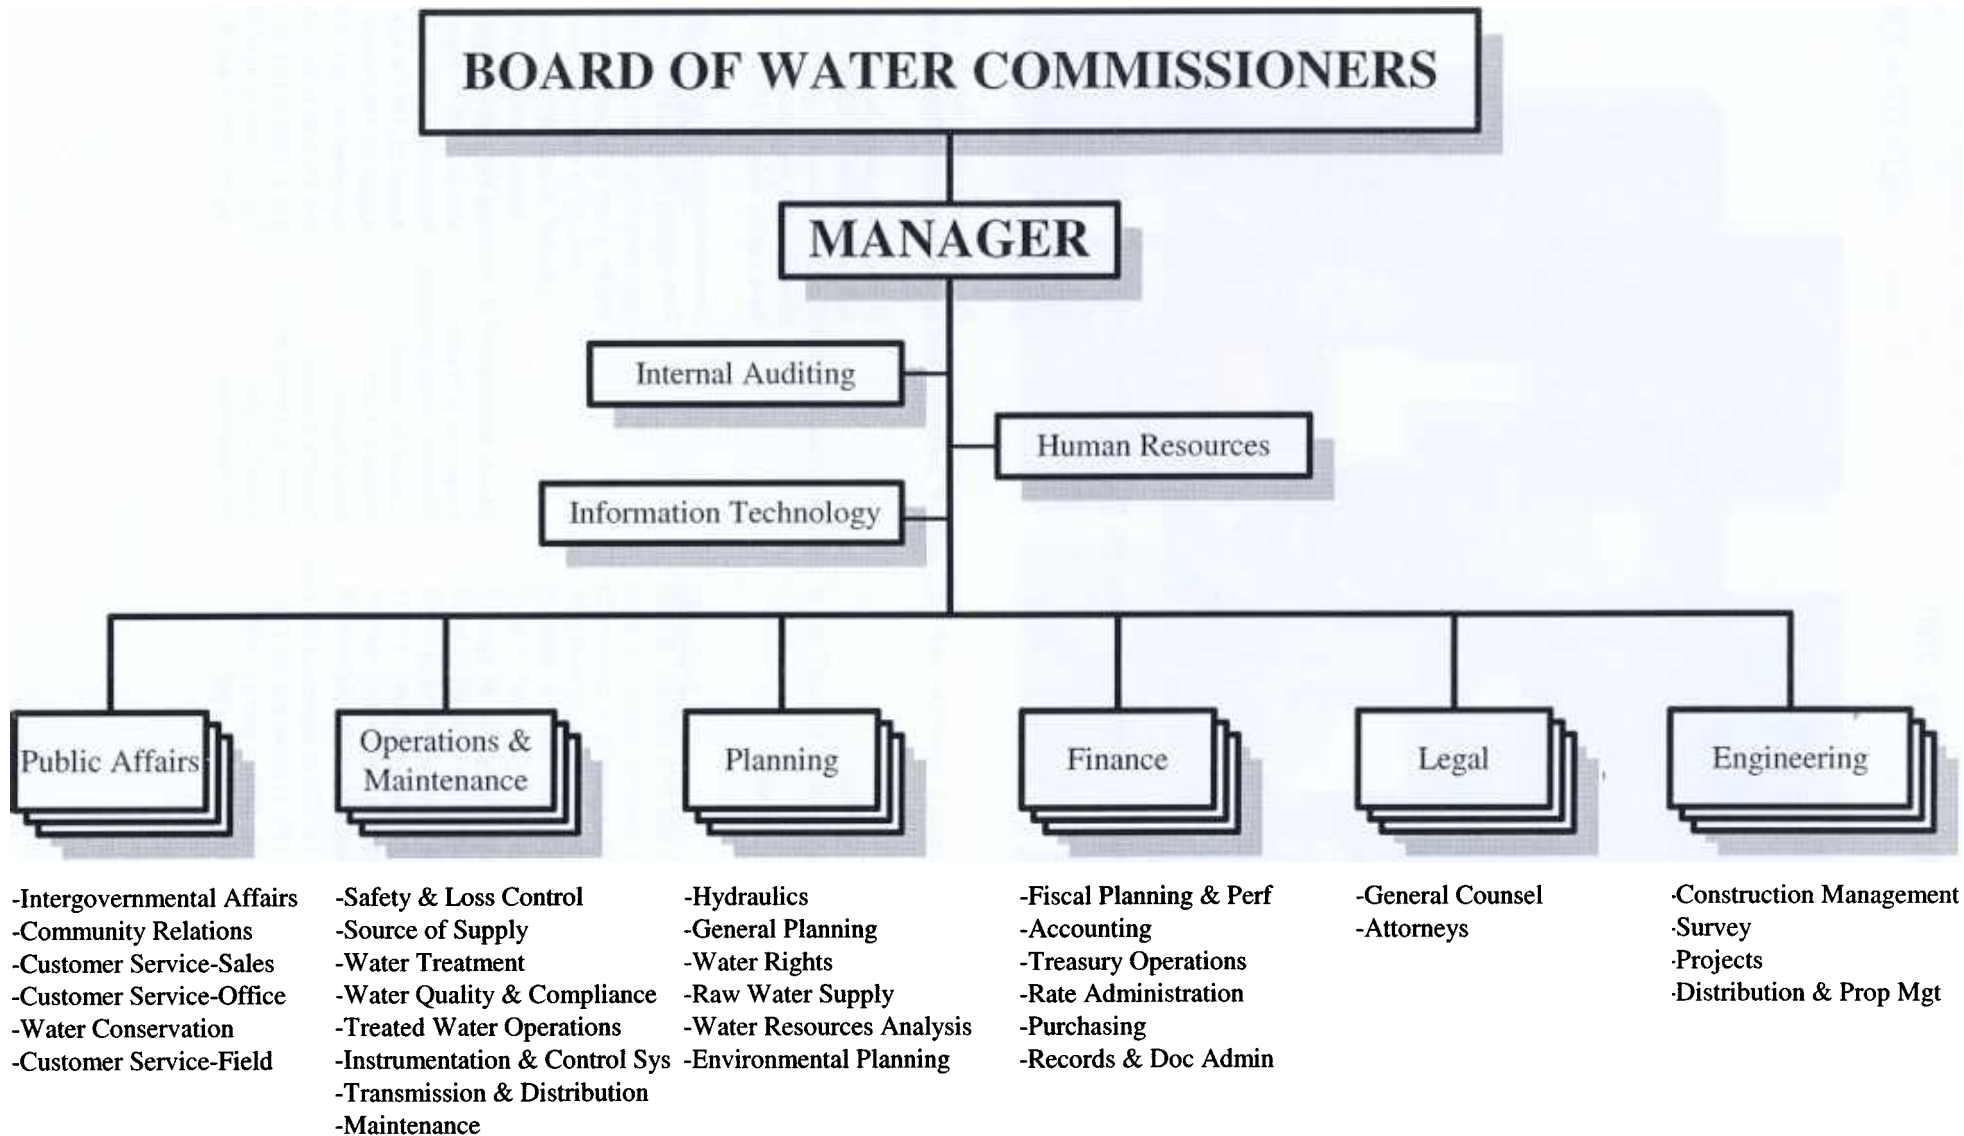 BOARD OF WATER COMMISSIONERS
MANAGER
Internal Auditing
Human Resources
Information Technology
Public Affairs
Operations &
Maintenance
Planning
Finance
Legal
Engineering
-Intergovernmental Affairs
-Community Relations
-Customer Service-Sales
-Customer Service-Office
-Water Conservation
-Customer Service-Field
-Safety & Loss Control
-Source of Supply
-Water Treatment
-Water Quality & Compliance
-Treated Water Operations
-Instrumentation & Control Sys
-Transmission & Distribution
-Maintenance
-Hydraulics
-General Planning
-Water Rights
-Raw Water Supply
-Water Resources Analysis
-Environmental Planning
-Fiscal Planning & Perf
-Accounting
-Treasury Operations
-Rate Administration
-Purchasing
-Records & Doc Admin
-General Counsel
-Attorneys
-Construction Management
-Survey
-Projects
-Distribution & Prop Mgt